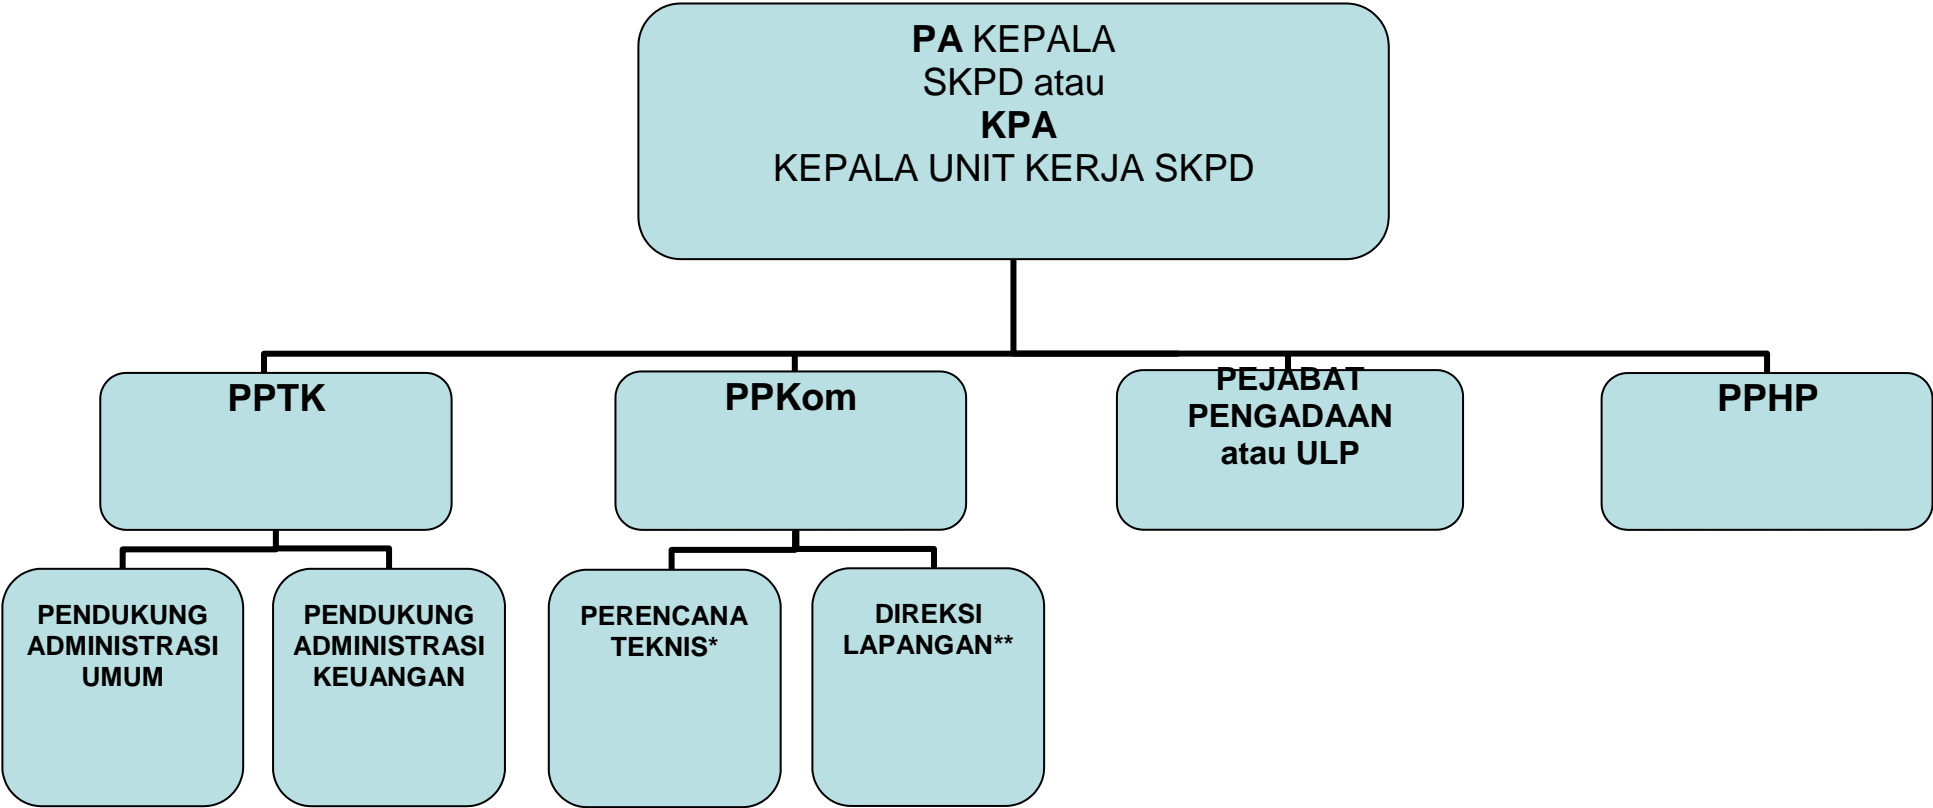 PA KEPALA
SKPD atau
KPA
KEPALA UNIT KERJA SKPD
PPTK
PPKom
PEJABAT
PENGADAAN
atau ULP
PPHP
PENDUKUNG
ADMINISTRASI
UMUM
PENDUKUNG
ADMINISTRASI
KEUANGAN
PERENCANA
TEKNIS*
DIREKSI
LAPANGAN**